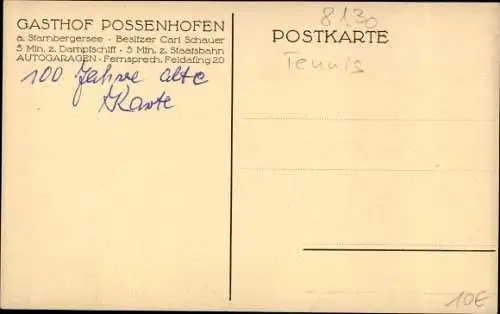 GASTHOF POSSENHOFEN
a. Starnbergersee · Besitzer Carl Schauer
5 Min. z. Dampfschiff · 5 Min. z. Staatsbahn
AUTOGARAGEN · Fernsprech. Feldafing 20
100 Jahre alte
Karte
8130
POSTKARTE
Tennis
10€